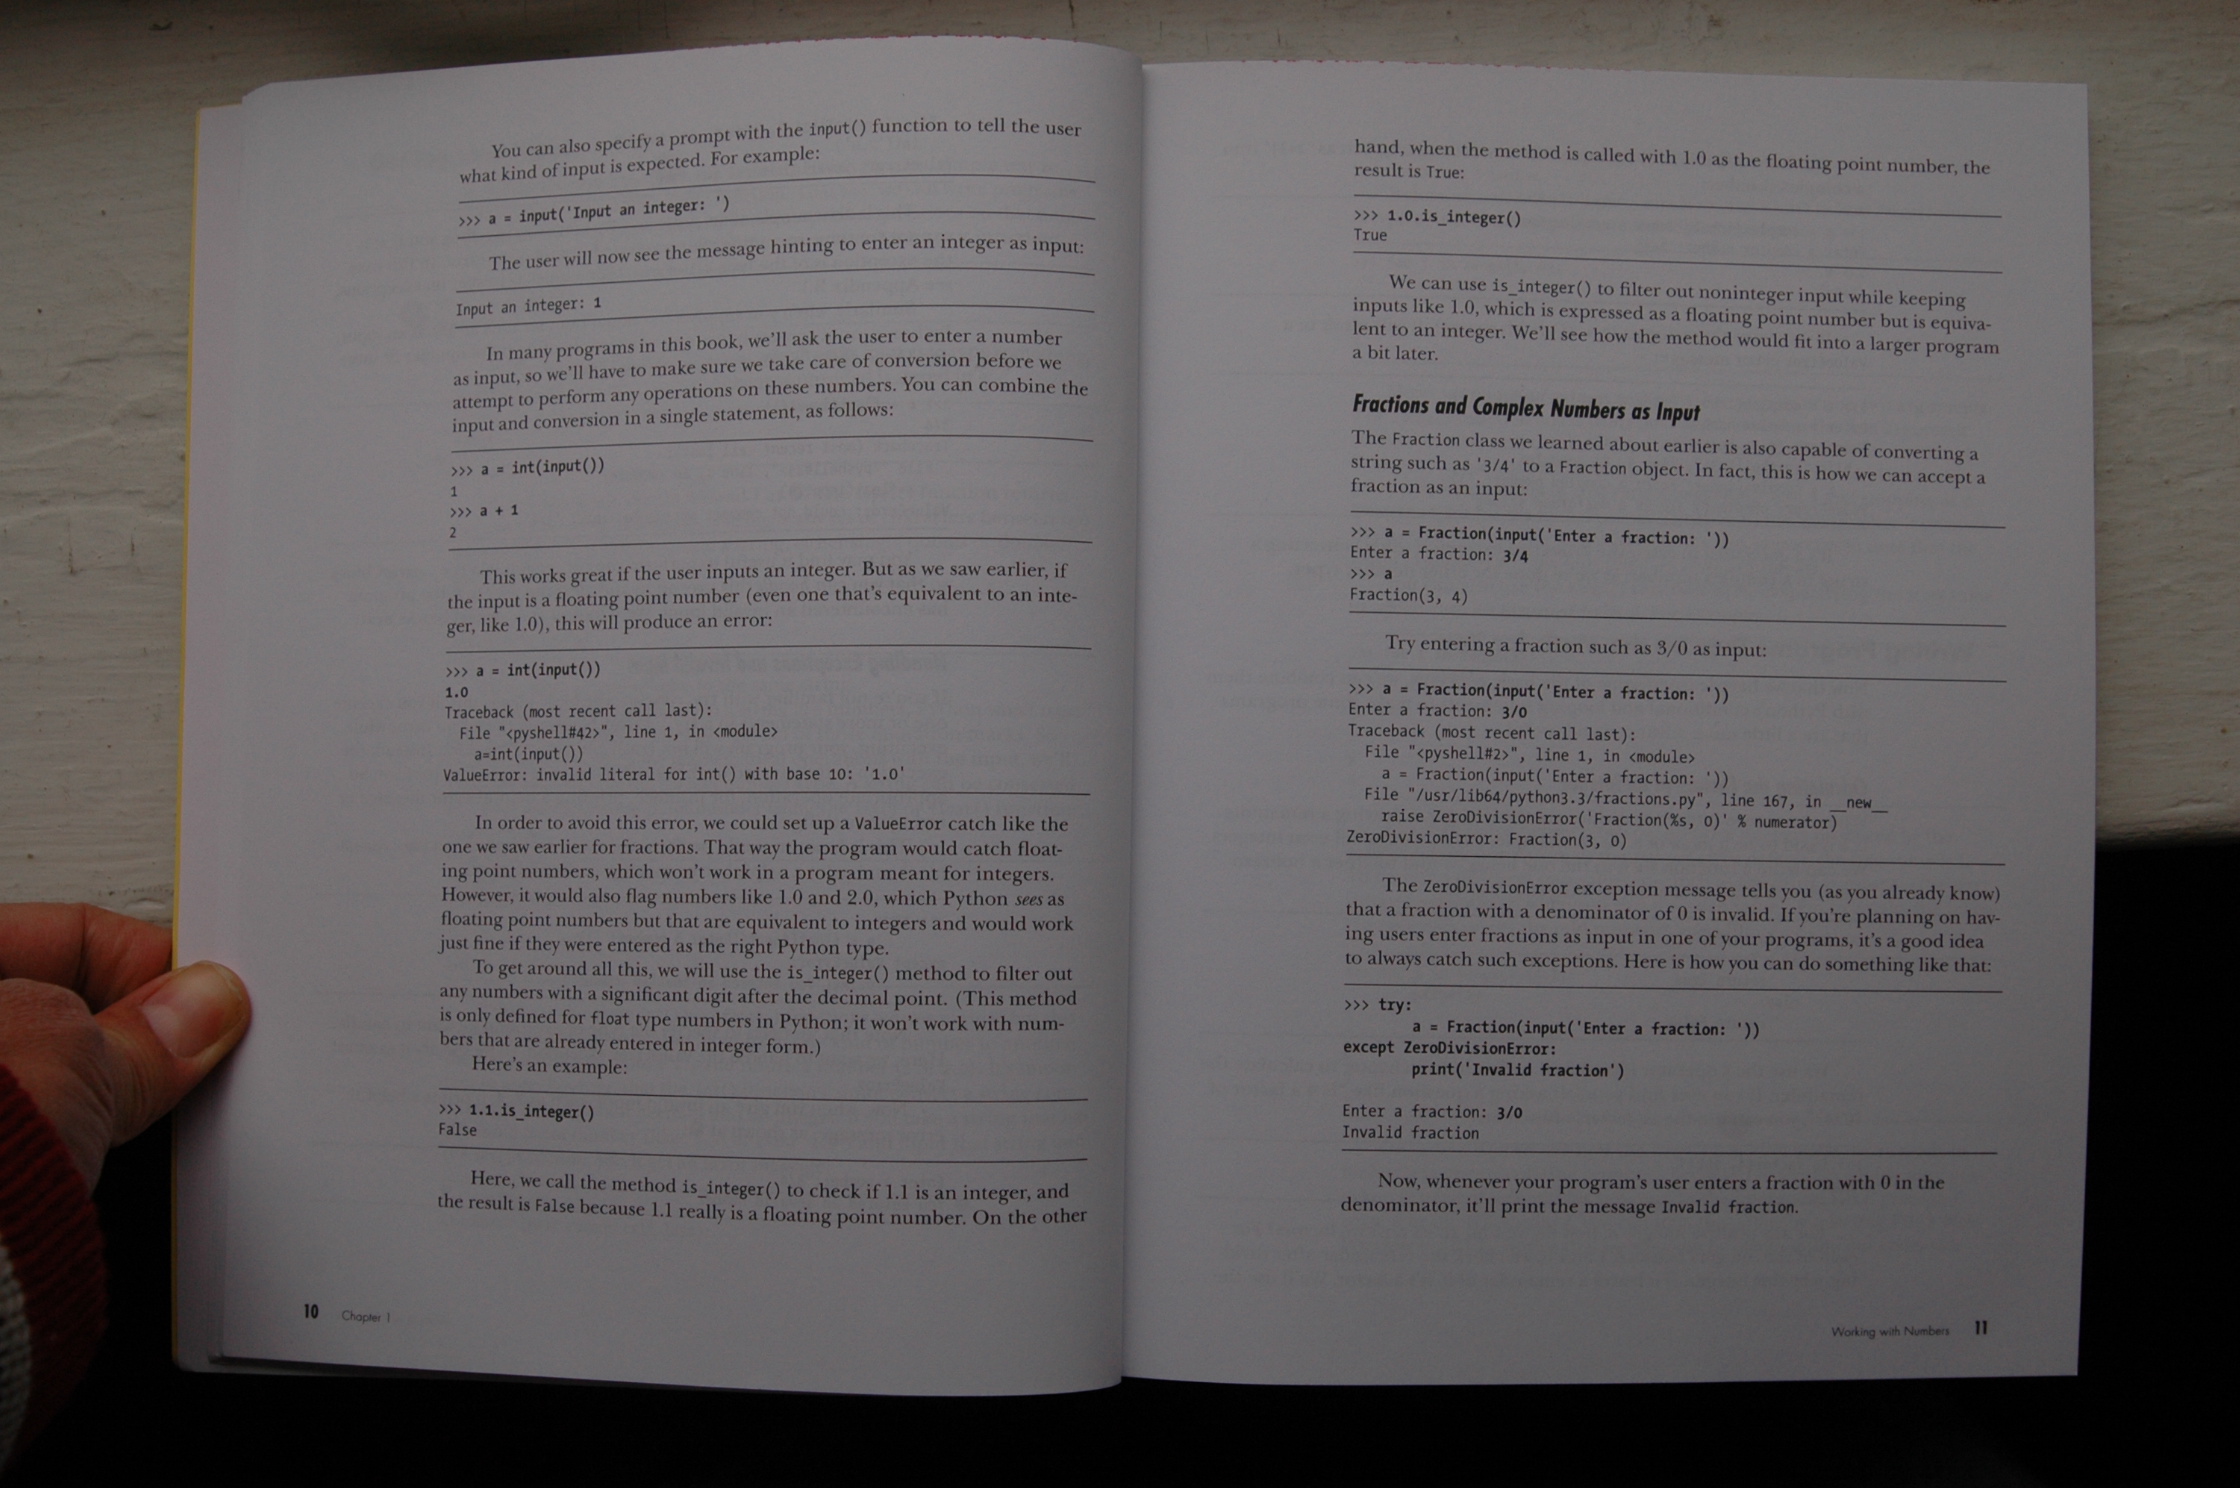 You can also specify a prompt with the input() function to tell the user
what kind of input is expected. For example:
>>> a = input('Input an integer: ')
The user will now see the message hinting to enter an integer as input:
Input an integer: 1
In many programs in this book, we'll ask the user to enter a number
as input, so we'll have to make sure we take care of conversion before we
attempt to perform any operations on these numbers. You can combine the
input and conversion in a single statement, as follows:
>>> a = int(input())
1
>>> a + 1
2
This works great if the user inputs an integer. But as we saw earlier, if
the input is a floating point number (even one that's equivalent to an inte-
ger, like 1.0), this will produce an error:
>>> a = int(input())
1.0
Traceback (most recent call last):
  File "<pyshell#42>", line 1, in <module>
    a=int(input())
ValueError: invalid literal for int() with base 10: '1.0'
In order to avoid this error, we could set up a ValueError catch like the
one we saw earlier for fractions. That way the program would catch float-
ing point numbers, which won't work in a program meant for integers.
However, it would also flag numbers like 1.0 and 2.0, which Python sees as
floating point numbers but that are equivalent to integers and would work
just fine if they were entered as the right Python type.
To get around all this, we will use the is_integer() method to filter out
any numbers with a significant digit after the decimal point. (This method
is only defined for float type numbers in Python; it won't work with num-
bers that are already entered in integer form.)
Here's an example:
>>> 1.1.is_integer()
False
Here, we call the method is_integer() to check if 1.1 is an integer, and
the result is False because 1.1 really is a floating point number. On the other
10 Chapter 1
hand, when the method is called with 1.0 as the floating point number, the
result is True:
>>> 1.0.is_integer()
True
We can use is_integer() to filter out noninteger input while keeping
inputs like 1.0, which is expressed as a floating point number but is equiva-
lent to an integer. We'll see how the method would fit into a larger program
a bit later.
Fractions and Complex Numbers as Input
The Fraction class we learned about earlier is also capable of converting a
string such as '3/4' to a Fraction object. In fact, this is how we can accept a
fraction as an input:
>>> a = Fraction(input('Enter a fraction: '))
Enter a fraction: 3/4
>>> a
Fraction(3, 4)
Try entering a fraction such as 3/0 as input:
>>> a = Fraction(input('Enter a fraction: '))
Enter a fraction: 3/0
Traceback (most recent call last):
  File "<pyshell#2>", line 1, in <module>
    a = Fraction(input('Enter a fraction: '))
  File "/usr/lib64/python3.3/fractions.py", line 167, in __new__
    raise ZeroDivisionError('Fraction(%s, 0)' % numerator)
ZeroDivisionError: Fraction(3, 0)
The ZeroDivisionError exception message tells you (as you already know)
that a fraction with a denominator of 0 is invalid. If you're planning on hav-
ing users enter fractions as input in one of your programs, it's a good idea
to always catch such exceptions. Here is how you can do something like that:
>>> try:
        a = Fraction(input('Enter a fraction: '))
except ZeroDivisionError:
        print('Invalid fraction')
Enter a fraction: 3/0
Invalid fraction
Now, whenever your program's user enters a fraction with 0 in the
denominator, it'll print the message Invalid fraction.
Working with Numbers 11